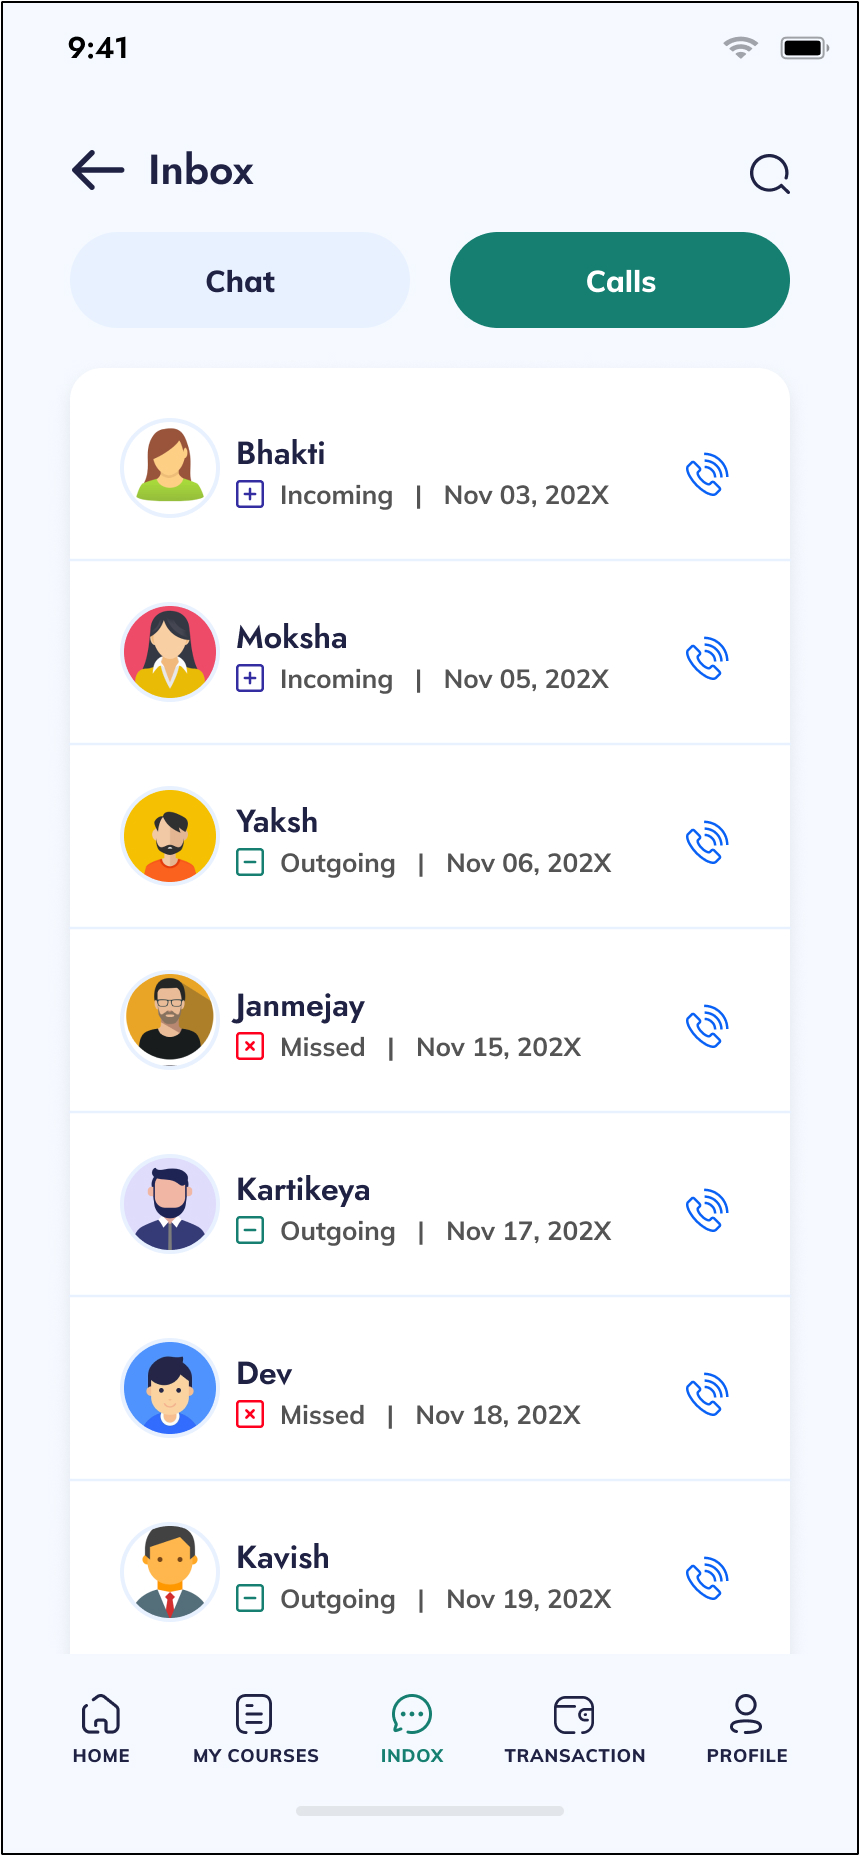 9:41
Inbox
Chat
Calls
Bhakti
Incoming | Nov 03, 202X
Moksha
Incoming | Nov 05, 202X
Yaksh
Outgoing | Nov 06, 202X
Janmejay
Missed | Nov 15, 202X
Kartikeya
Outgoing | Nov 17, 202X
Dev
Missed | Nov 18, 202X
Kavish
Outgoing | Nov 19, 202X
HOME MY COURSES INDOX TRANSACTION PROFILE